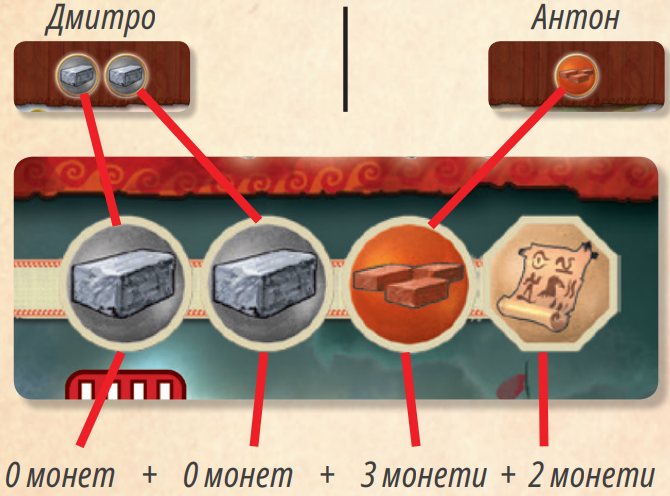 Дмитро
Антон
0 монет + 0 монет + 3 монети + 2 монети